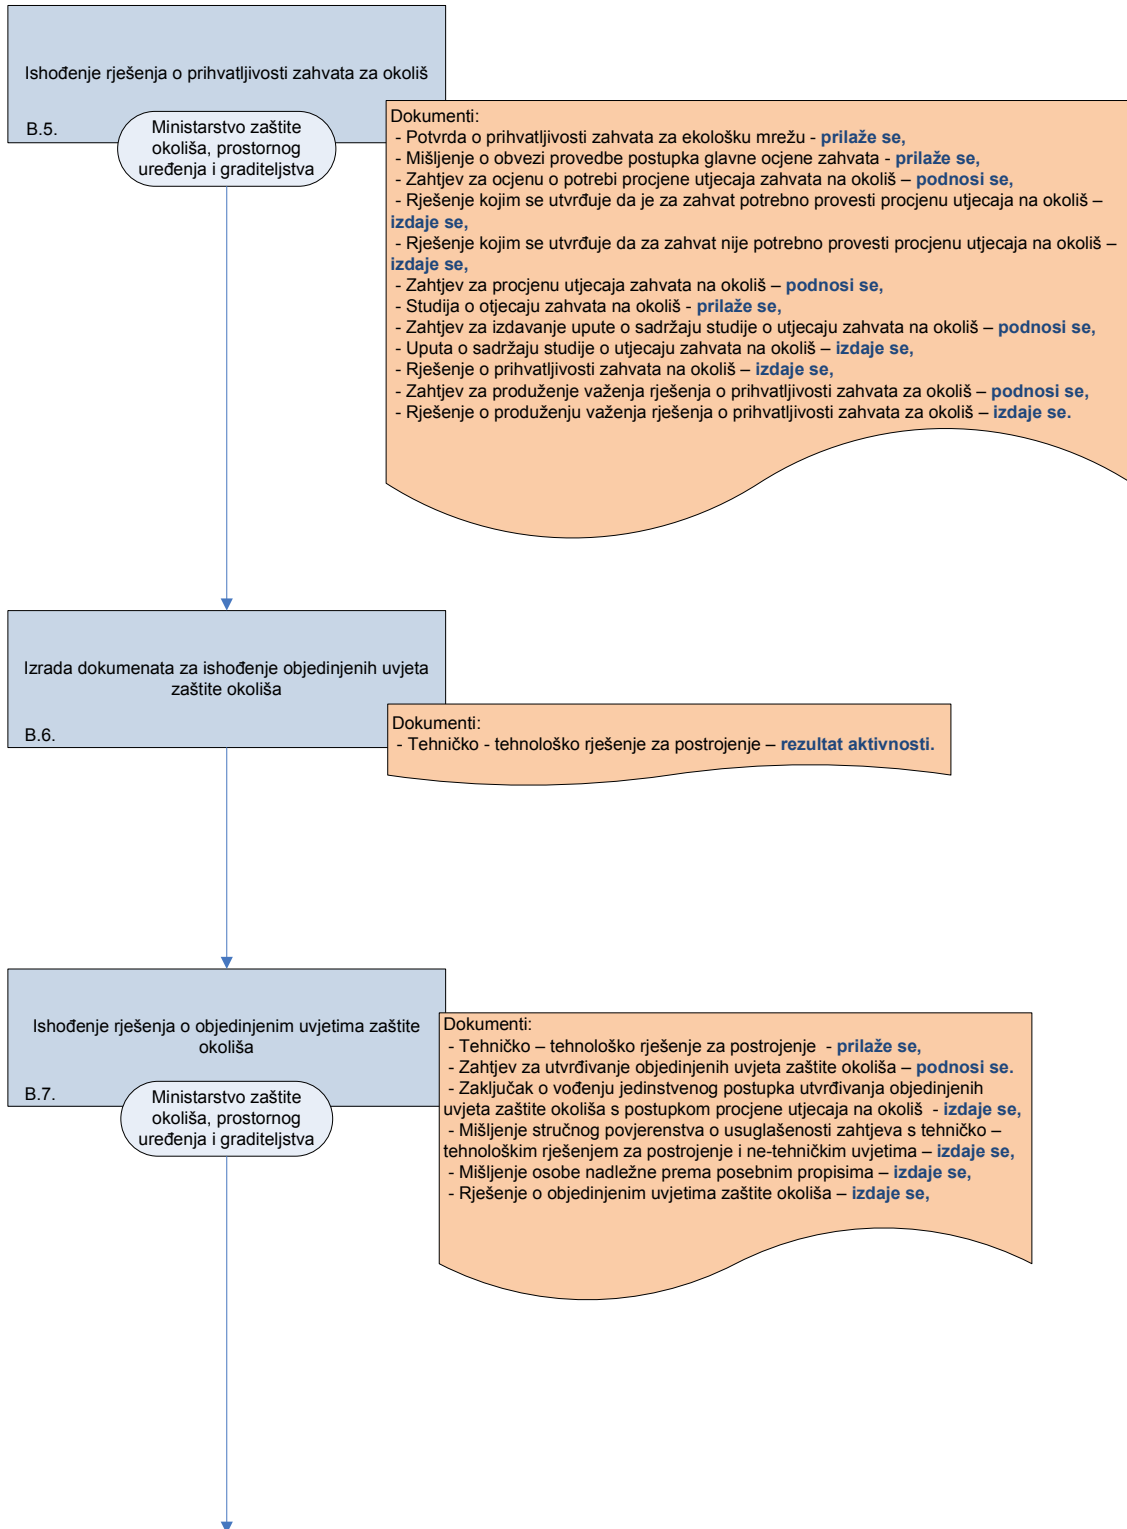 Ishođenje rješenja o prihvatljivosti zahvata za okoliš
B.5.
Ministarstvo zaštite
okoliša, prostornog
uređenja i graditeljstva
Dokumenti:
- Potvrda o prihvatljivosti zahvata za ekološku mrežu - prilaže se,
- Mišljenje o obvezi provedbe postupka glavne ocjene zahvata - prilaže se,
- Zahtjev za ocjenu o potrebi procjene utjecaja zahvata na okoliš – podnosi se,
- Rješenje kojim se utvrđuje da je za zahvat potrebno provesti procjenu utjecaja na okoliš –
izdaje se,
- Rješenje kojim se utvrđuje da za zahvat nije potrebno provesti procjenu utjecaja na okoliš –
izdaje se,
- Zahtjev za procjenu utjecaja zahvata na okoliš – podnosi se,
- Studija o otjecaju zahvata na okoliš - prilaže se,
- Zahtjev za izdavanje upute o sadržaju studije o utjecaju zahvata na okoliš – podnosi se,
- Uputa o sadržaju studije o utjecaju zahvata na okoliš – izdaje se,
- Rješenje o prihvatljivosti zahvata na okoliš – izdaje se,
- Zahtjev za produženje važenja rješenja o prihvatljivosti zahvata za okoliš – podnosi se,
- Rješenje o produženju važenja rješenja o prihvatljivosti zahvata za okoliš – izdaje se.
Izrada dokumenata za ishođenje objedinjenih uvjeta
zaštite okoliša
B.6.
Dokumenti:
- Tehničko - tehnološko rješenje za postrojenje – rezultat aktivnosti.
Ishođenje rješenja o objedinjenim uvjetima zaštite
okoliša
B.7.
Ministarstvo zaštite
okoliša, prostornog
uređenja i graditeljstva
Dokumenti:
- Tehničko – tehnološko rješenje za postrojenje - prilaže se,
- Zahtjev za utvrđivanje objedinjenih uvjeta zaštite okoliša – podnosi se.
- Zaključak o vođenju jedinstvenog postupka utvrđivanja objedinjenih
uvjeta zaštite okoliša s postupkom procjene utjecaja na okoliš - izdaje se,
- Mišljenje stručnog povjerenstva o usuglašenosti zahtjeva s tehničko –
tehnološkim rješenjem za postrojenje i ne-tehničkim uvjetima – izdaje se,
- Mišljenje osobe nadležne prema posebnim propisima – izdaje se,
- Rješenje o objedinjenim uvjetima zaštite okoliša – izdaje se,